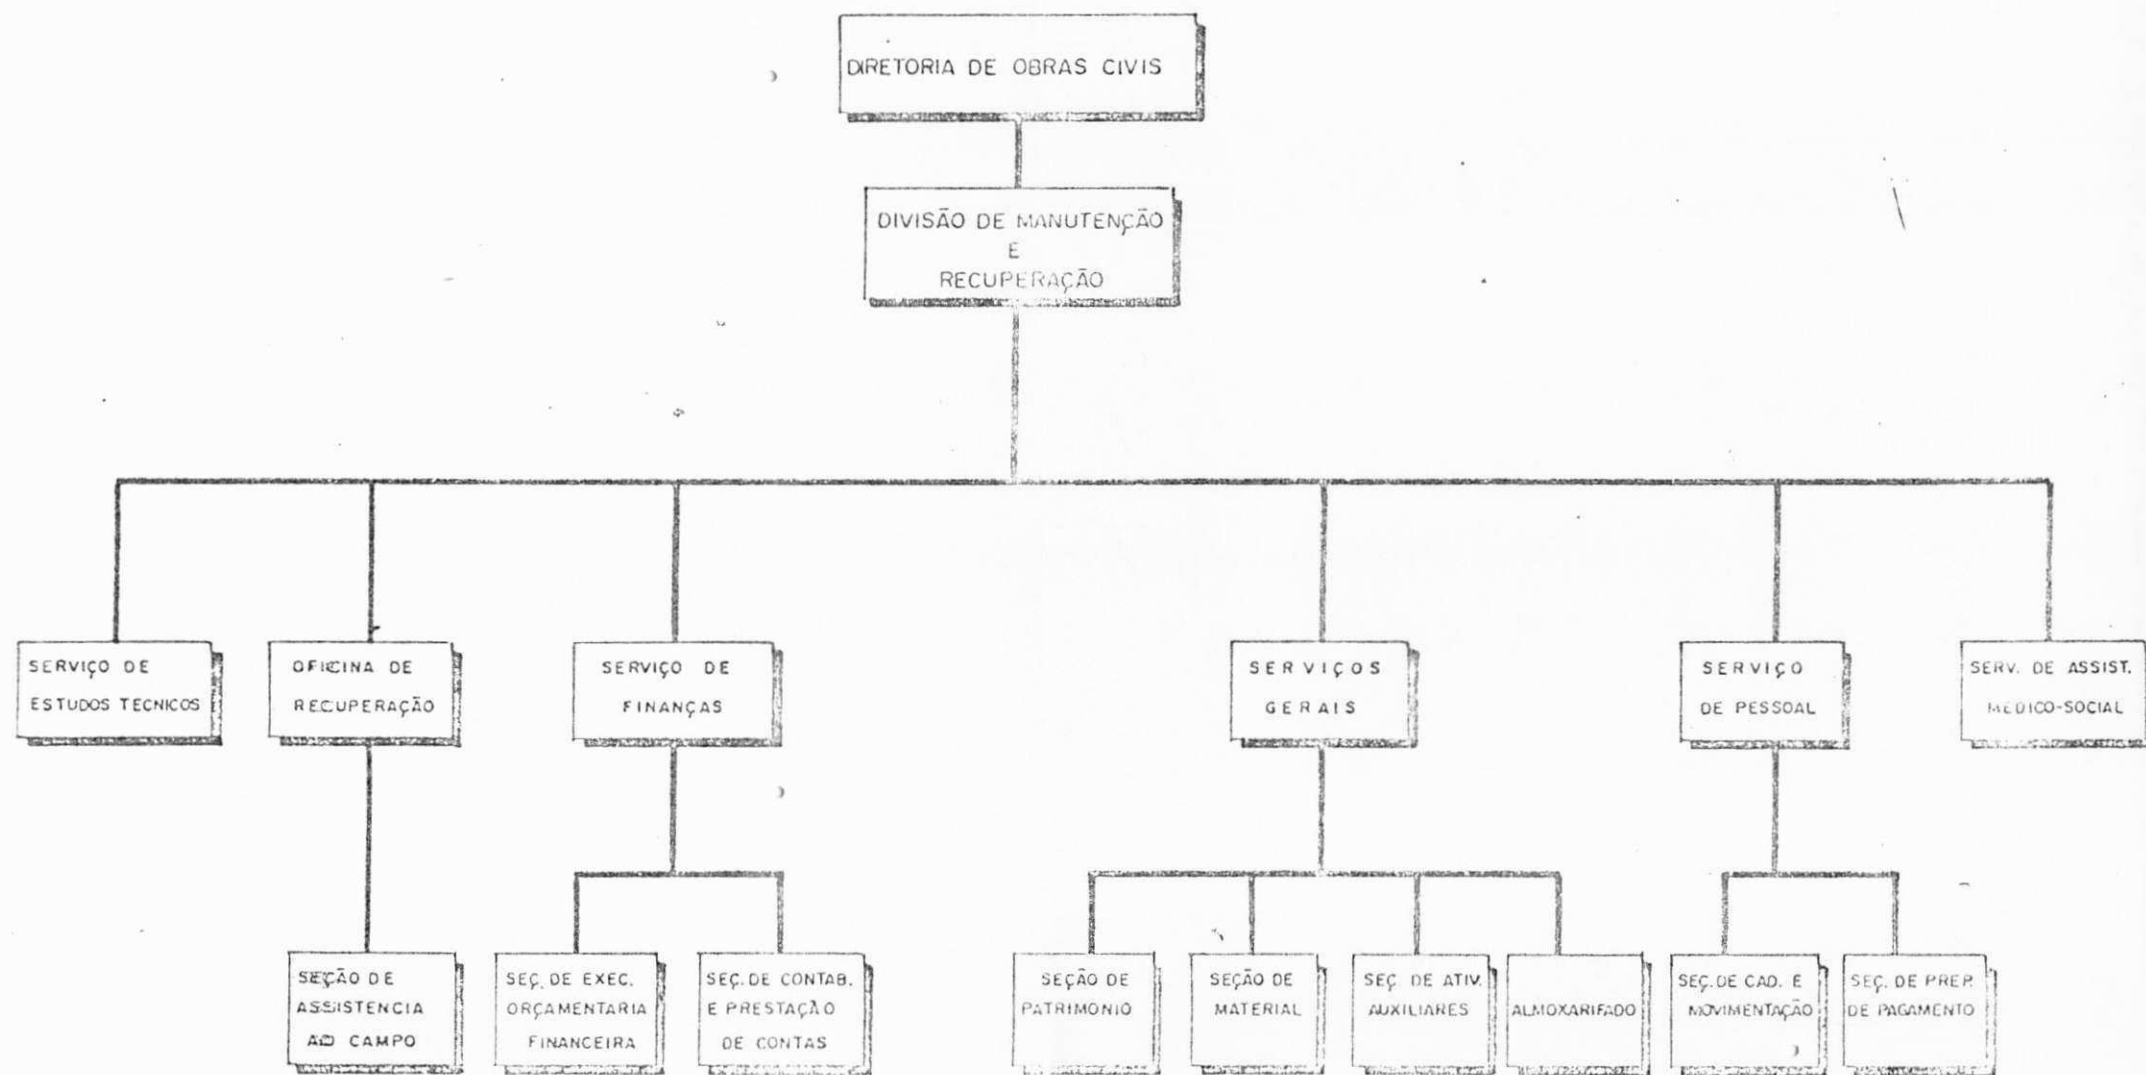 DIRETORIA DE OBRAS CIVIS
DIVISÃO DE MANUTENÇÃO
E
RECUPERAÇÃO
SERVIÇO DE
ESTUDOS TECNICOS
OFICINA DE
RECUPERAÇÃO
SERVIÇO DE
FINANÇAS
SERVIÇOS
GERAIS
SERVIÇO
DE PESSOAL
SERV. DE ASSIST.
MEDICO-SOCIAL
SEÇÃO DE
ASSISTENCIA
AO CAMPO
SEÇ. DE EXEC.
ORÇAMENTARIA
FINANCEIRA
SEÇ. DE CONTAB.
E PRESTAÇÃO
DE CONTAS
SEÇÃO DE
PATRIMONIO
SEÇÃO DE
MATERIAL
SEÇ. DE ATIV.
AUXILIARES
ALMOXARIFADO
SEÇ. DE CAD. E
MOVIMENTAÇÃO
SEÇ. DE PREP.
DE PAGAMENTO